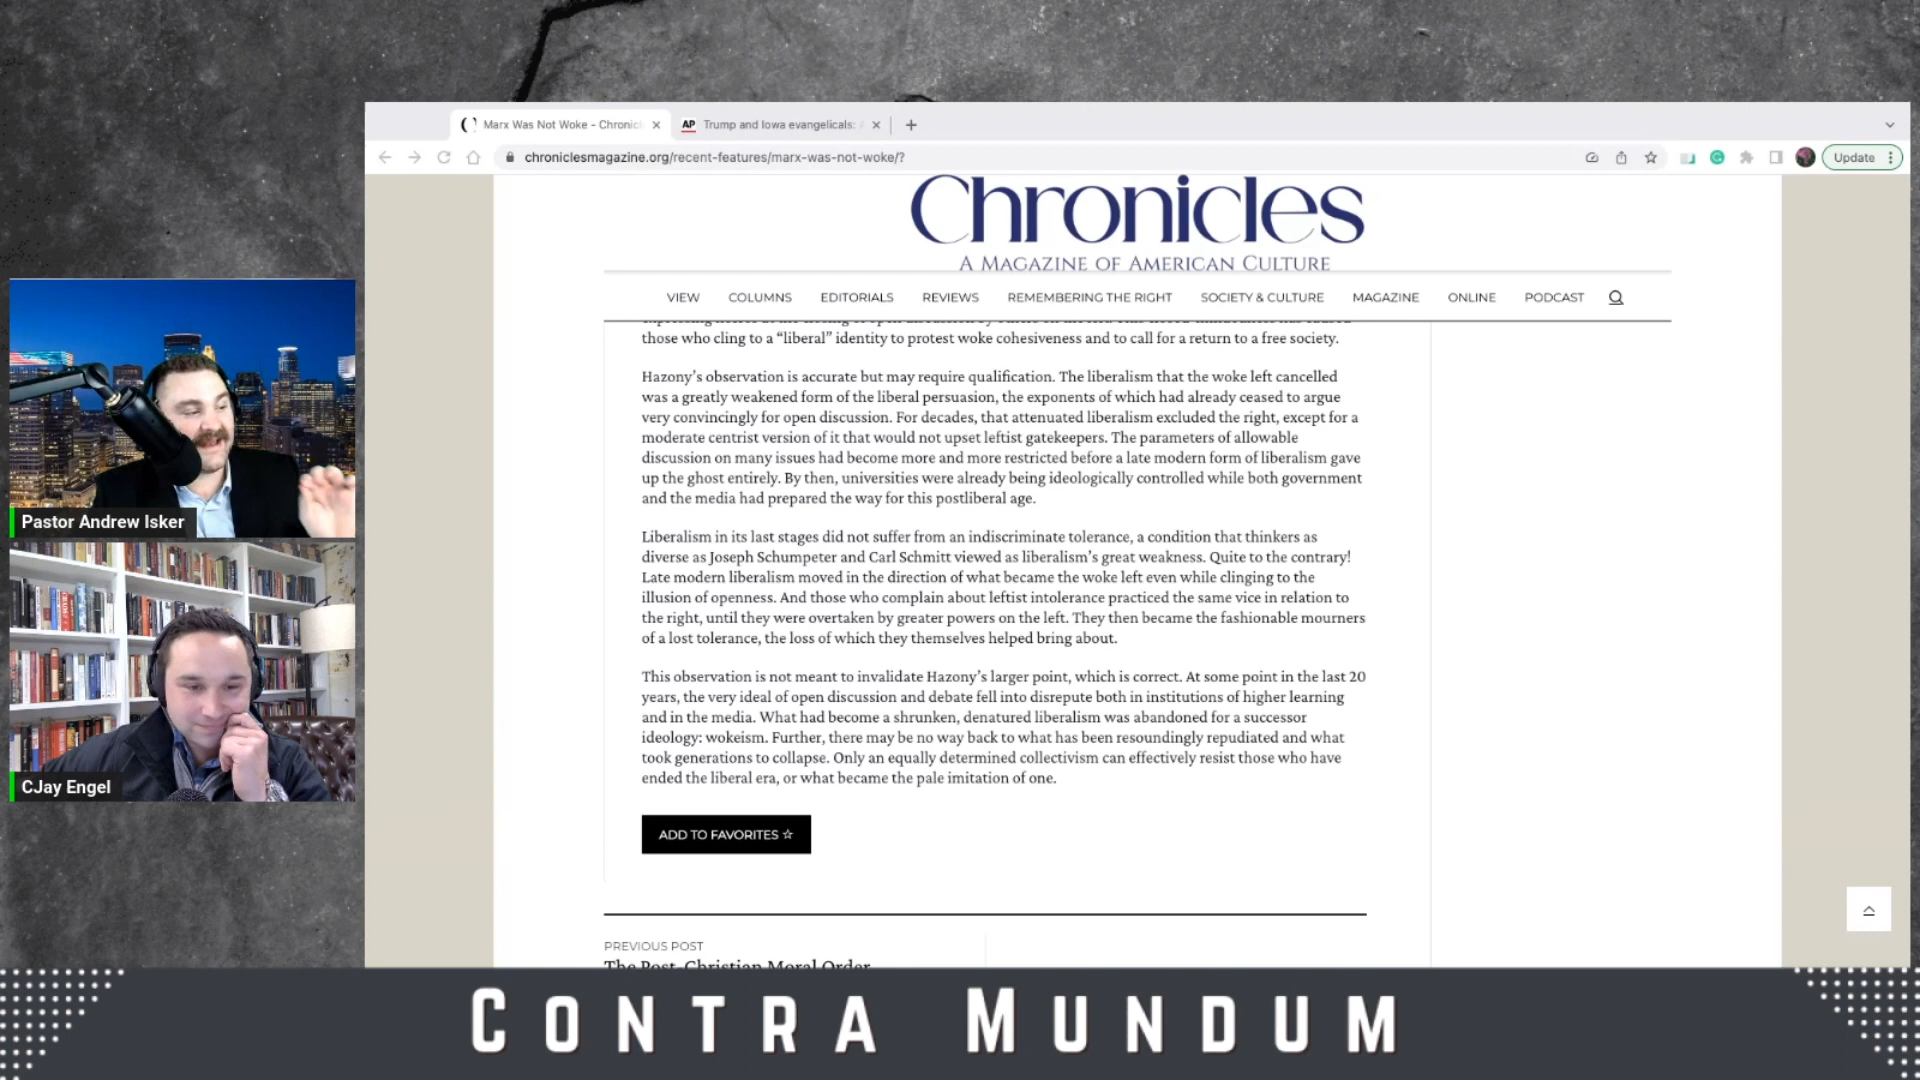 Marx Was Not Woke - Chronic
AP Trump and Iowa evangelicals:
chroniclesmagazine.org/recent-features/marx-was-not-woke/?
Update
Chronicles
A MAGAZINE OF AMERICAN CULTURE
VIEW COLUMNS EDITORIALS REVIEWS REMEMBERING THE RIGHT SOCIETY & CULTURE MAGAZINE ONLINE PODCAST
those who cling to a “liberal” identity to protest woke cohesiveness and to call for a return to a free society.
Hazony’s observation is accurate but may require qualification. The liberalism that the woke left cancelled
was a greatly weakened form of the liberal persuasion, the exponents of which had already ceased to argue
very convincingly for open discussion. For decades, that attenuated liberalism excluded the right, except for a
moderate centrist version of it that would not upset leftist gatekeepers. The parameters of allowable
discussion on many issues had become more and more restricted before a late modern form of liberalism gave
up the ghost entirely. By then, universities were already being ideologically controlled while both government
and the media had prepared the way for this postliberal age.
Liberalism in its last stages did not suffer from an indiscriminate tolerance, a condition that thinkers as
diverse as Joseph Schumpeter and Carl Schmitt viewed as liberalism’s great weakness. Quite to the contrary!
Late modern liberalism moved in the direction of what became the woke left even while clinging to the
illusion of openness. And those who complain about leftist intolerance practiced the same vice in relation to
the right, until they were overtaken by greater powers on the left. They then became the fashionable mourners
of a lost tolerance, the loss of which they themselves helped bring about.
This observation is not meant to invalidate Hazony’s larger point, which is correct. At some point in the last 20
years, the very ideal of open discussion and debate fell into disrepute both in institutions of higher learning
and in the media. What had become a shrunken, denatured liberalism was abandoned for a successor
ideology: wokeism. Further, there may be no way back to what has been resoundingly repudiated and what
took generations to collapse. Only an equally determined collectivism can effectively resist those who have
ended the liberal era, or what became the pale imitation of one.
ADD TO FAVORITES ☆
PREVIOUS POST
The Post-Christian Moral Order
Pastor Andrew Isker
CJay Engel
CONTRA MUNDUM